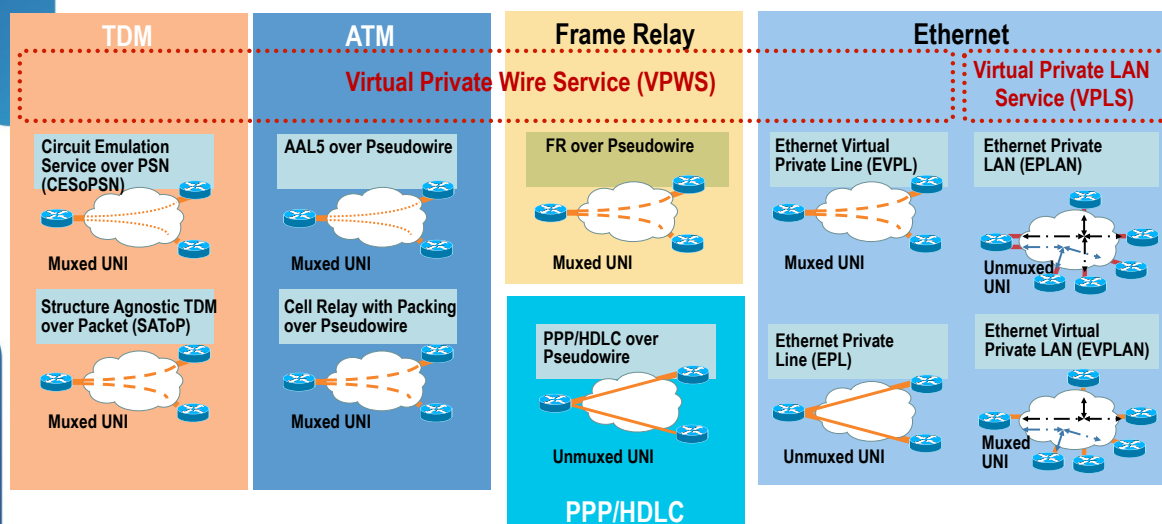 TDM
ATM
Frame Relay
Ethernet
Virtual Private Wire Service (VPWS)
Virtual Private LAN
Service (VPLS)
Circuit Emulation
Service over PSN
(CESoPSN)
Muxed UNI
AAL5 over Pseudowire
Muxed UNI
FR over Pseudowire
Muxed UNI
Ethernet Virtual
Private Line (EVPL)
Muxed UNI
Ethernet Private
LAN (EPLAN)
Unmuxed
UNI
Structure Agnostic TDM
over Packet (SAToP)
Muxed UNI
Cell Relay with Packing
over Pseudowire
Muxed UNI
PPP/HDLC over
Pseudowire
Unmuxed UNI
Ethernet Private
Line (EPL)
Unmuxed UNI
Ethernet Virtual
Private LAN (EVPLAN)
Muxed
UNI
PPP/HDLC